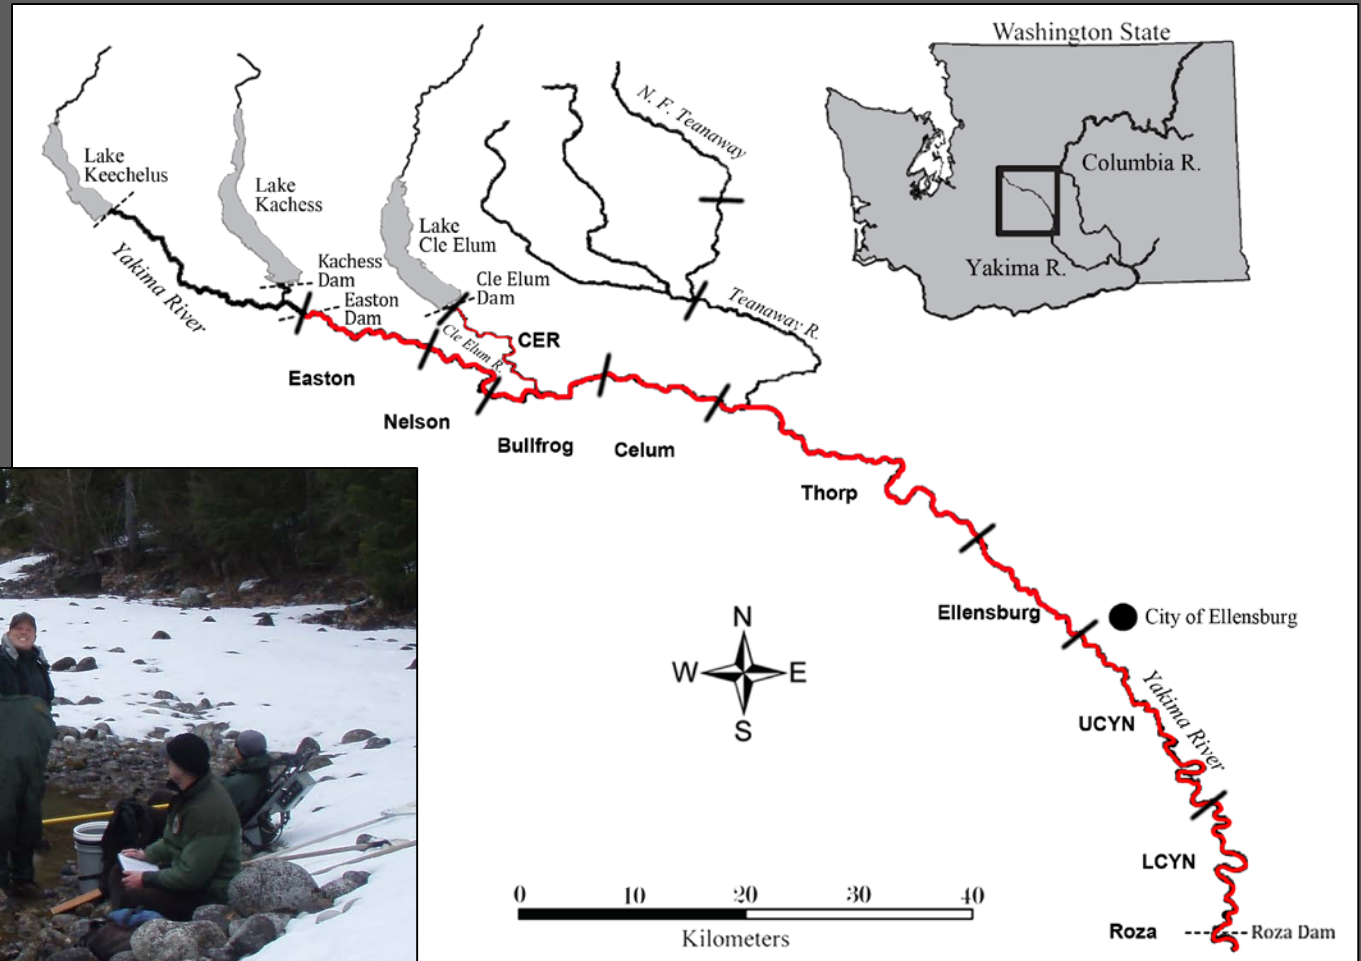 Washington State
N. F. Teanaway
Lake
Keechelus
Lake
Kachess
Columbia R.
Lake
Cle Elum
Yakima R.
Yakima River
Kachess
Dam
Cle Elum
Dam
Easton
Dam
Teanaway R.
Cle Elum R.
CER
Easton
Nelson
Bullfrog
Celum
Thorp
Ellensburg
City of Ellensburg
N
W
E
S
Yakima River
UCYN
LCYN
0 10 20 30 40
Kilometers
Roza
Roza Dam